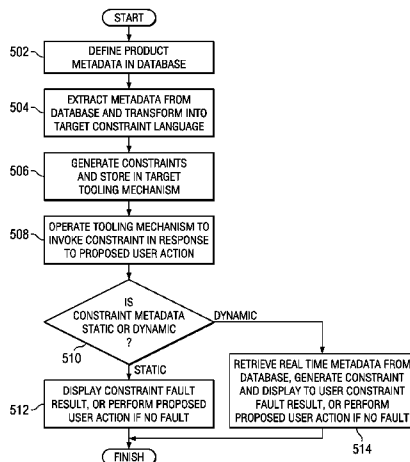 START
502
DEFINE PRODUCT
METADATA IN DATABASE
504
EXTRACT METADATA FROM
DATABASE AND TRANSFORM INTO
TARGET CONSTRAINT LANGUAGE
506
GENERATE CONSTRAINTS
AND STORE IN TARGET
TOOLING MECHANISM
508
OPERATE TOOLING MECHANISM TO
INVOKE CONSTRAINT IN RESPONSE
TO PROPOSED USER ACTION
IS
CONSTRAINT METADATA
STATIC OR DYNAMIC
?
510
DYNAMIC
STATIC
512
DISPLAY CONSTRAINT FAULT
RESULT, OR PERFORM PROPOSED
USER ACTION IF NO FAULT
RETRIEVE REAL TIME METADATA FROM
DATABASE, GENERATE CONSTRAINT
AND DISPLAY TO USER CONSTRAINT
FAULT RESULT, OR PERFORM
PROPOSED USER ACTION IF NO FAULT
514
FINISH